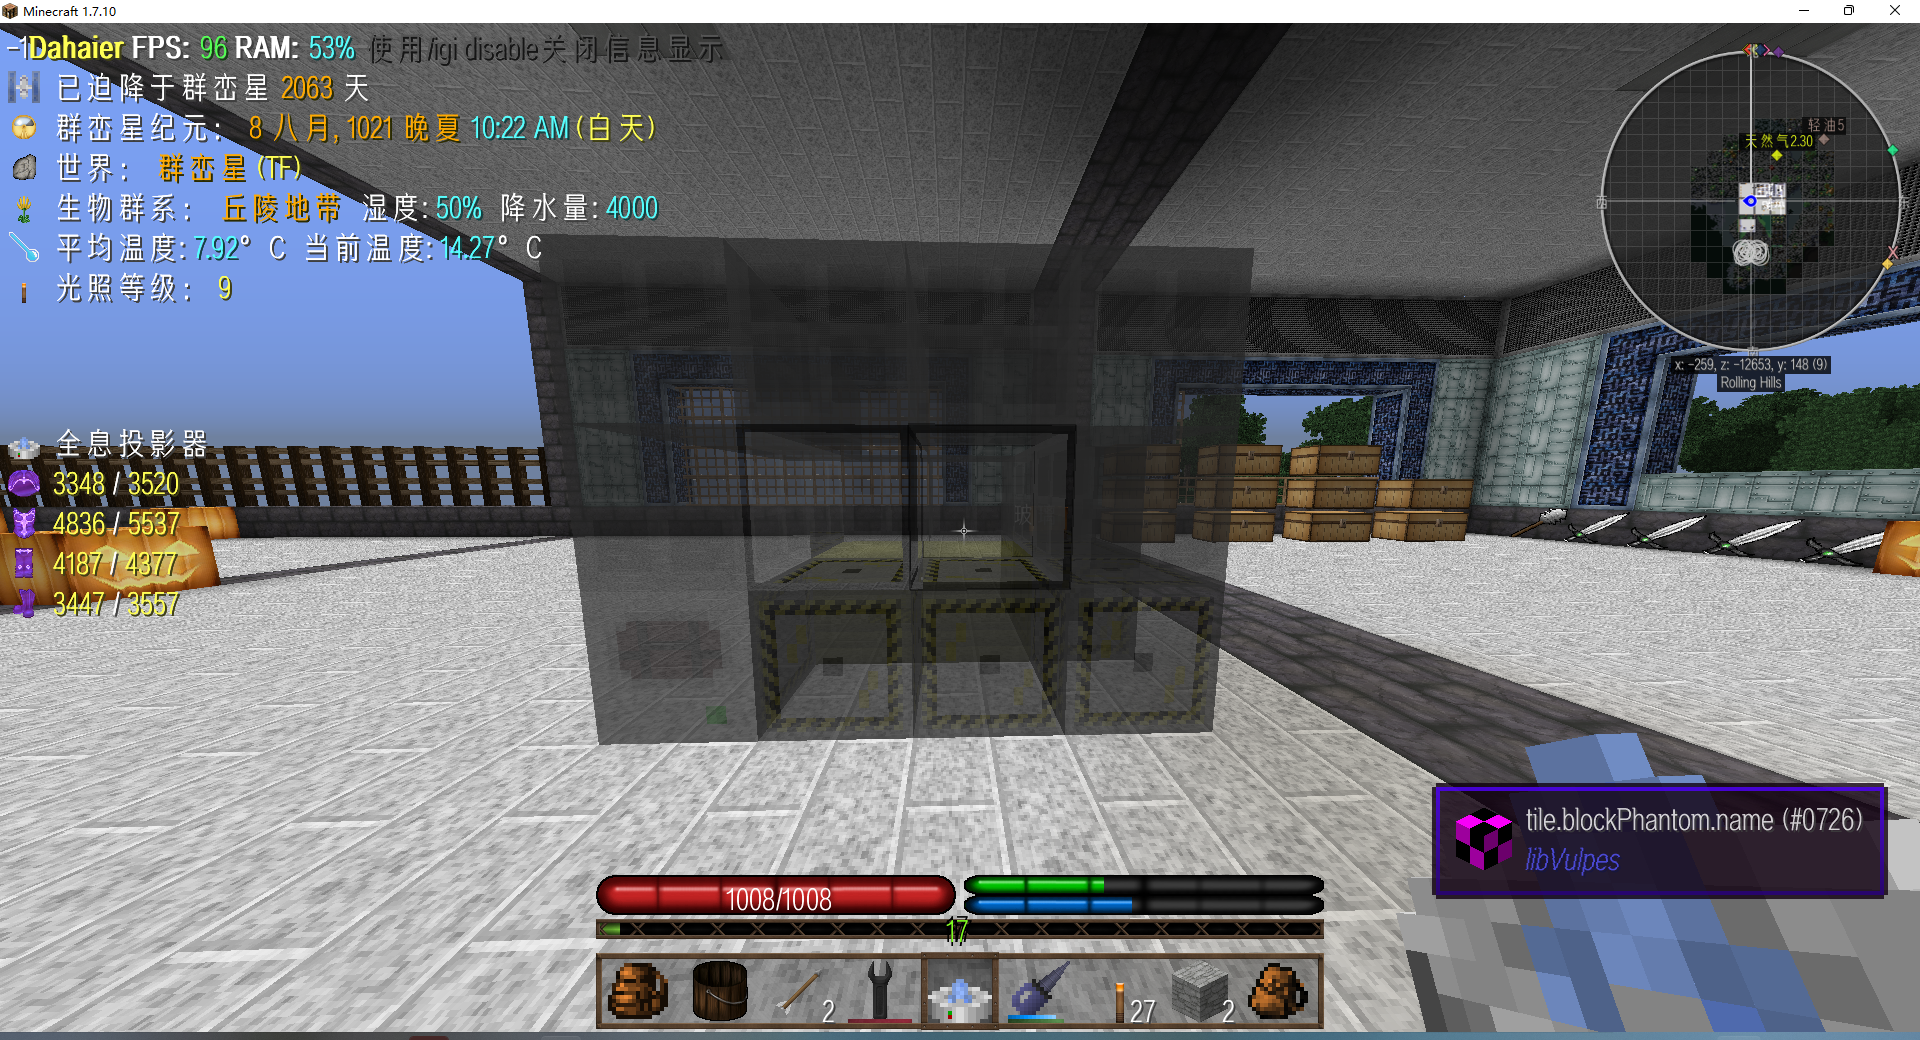 Minecraft 1.7.10
Dahaier FPS: 96 RAM: 53% 使用/igi disable关闭信息显示
已迫降于群峦星 2063 天
群峦星纪元： 8 八月, 1021 晚夏 10:22 AM (白天)
世界： 群峦星 (TF)
生物群系： 丘陵地带 湿度: 50% 降水量: 4000
平均温度: 7.92° C 当前温度: 14.27° C
光照等级： 9
轻油5
天然气2.30
西
x: -259, z: -12653, y: 148 (9)
Rolling Hills
全息投影器
3348 / 3520
4836 / 5537
4187 / 4377
3447 / 3557
tile.blockPhantom.name (#0726)
libVulpes
1008/1008
17
2
27
2